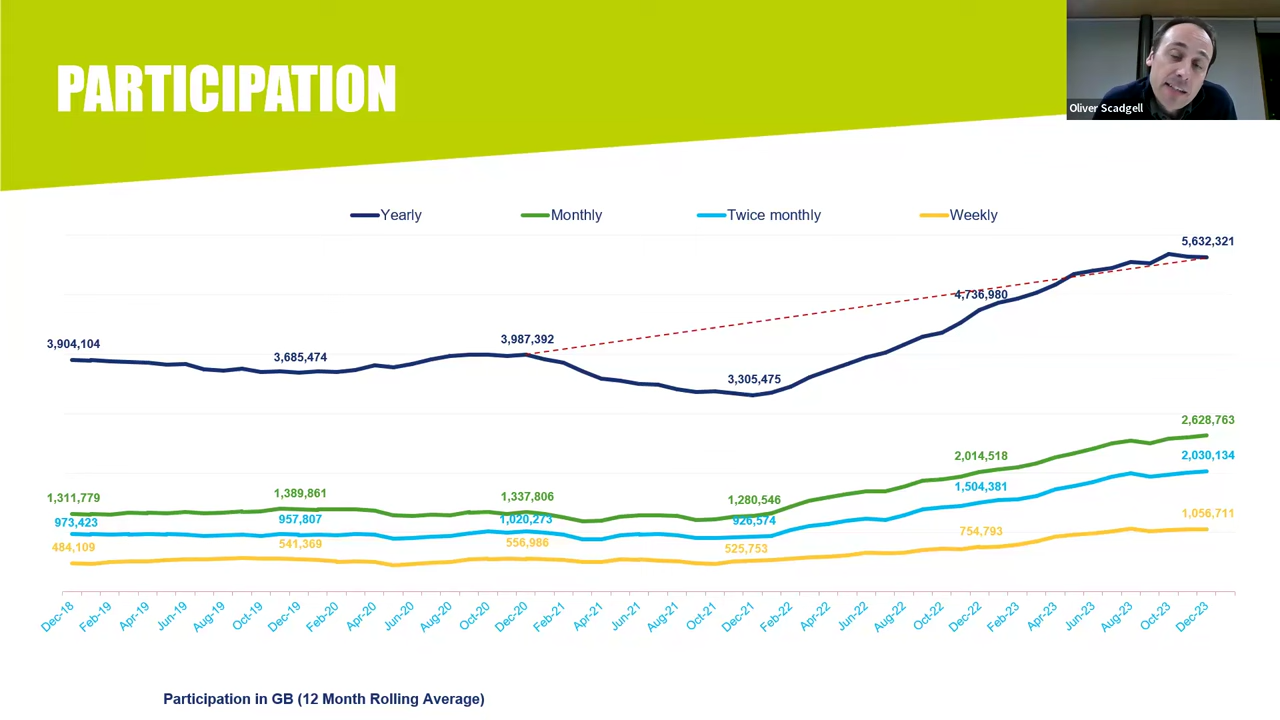 PARTICIPATION
Oliver Scadgell
Yearly
Monthly
Twice monthly
Weekly
5,632,321
4,736,980
3,904,104
3,685,474
3,987,392
3,305,475
2,628,763
2,014,518
2,030,134
1,311,779
1,389,861
1,337,806
1,280,546
1,504,381
973,423
957,807
1,020,273
926,574
1,056,711
484,109
541,369
556,986
525,753
754,793
Dec-18
Feb-19
Apr-19
Jun-19
Aug-19
Oct-19
Dec-19
Feb-20
Apr-20
Jun-20
Aug-20
Oct-20
Dec-20
Feb-21
Apr-21
Jun-21
Aug-21
Oct-21
Dec-21
Feb-22
Apr-22
Jun-22
Aug-22
Oct-22
Dec-22
Feb-23
Apr-23
Jun-23
Aug-23
Oct-23
Dec-23
Participation in GB (12 Month Rolling Average)